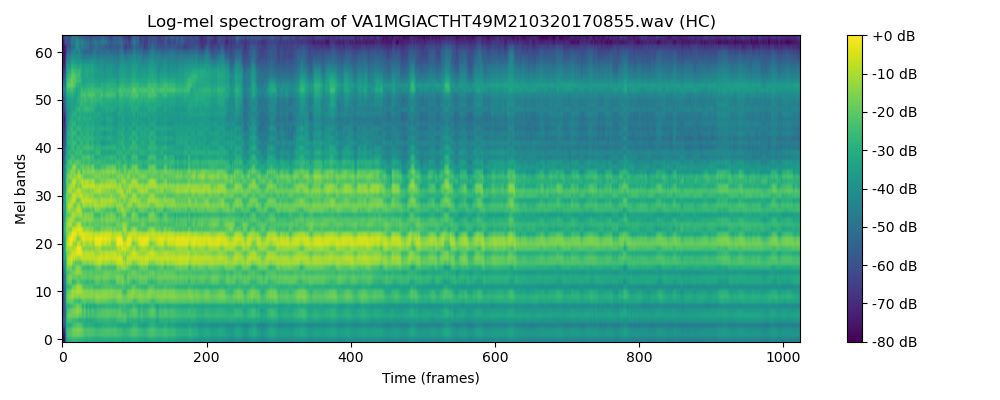 Log-mel spectrogram of VA1MGIACTHT49M210320170855.wav (HC)
Mel bands
60
50
40
30
20
10
0
0 200 400 600 800 1000
Time (frames)
+0 dB
-10 dB
-20 dB
-30 dB
-40 dB
-50 dB
-60 dB
-70 dB
-80 dB